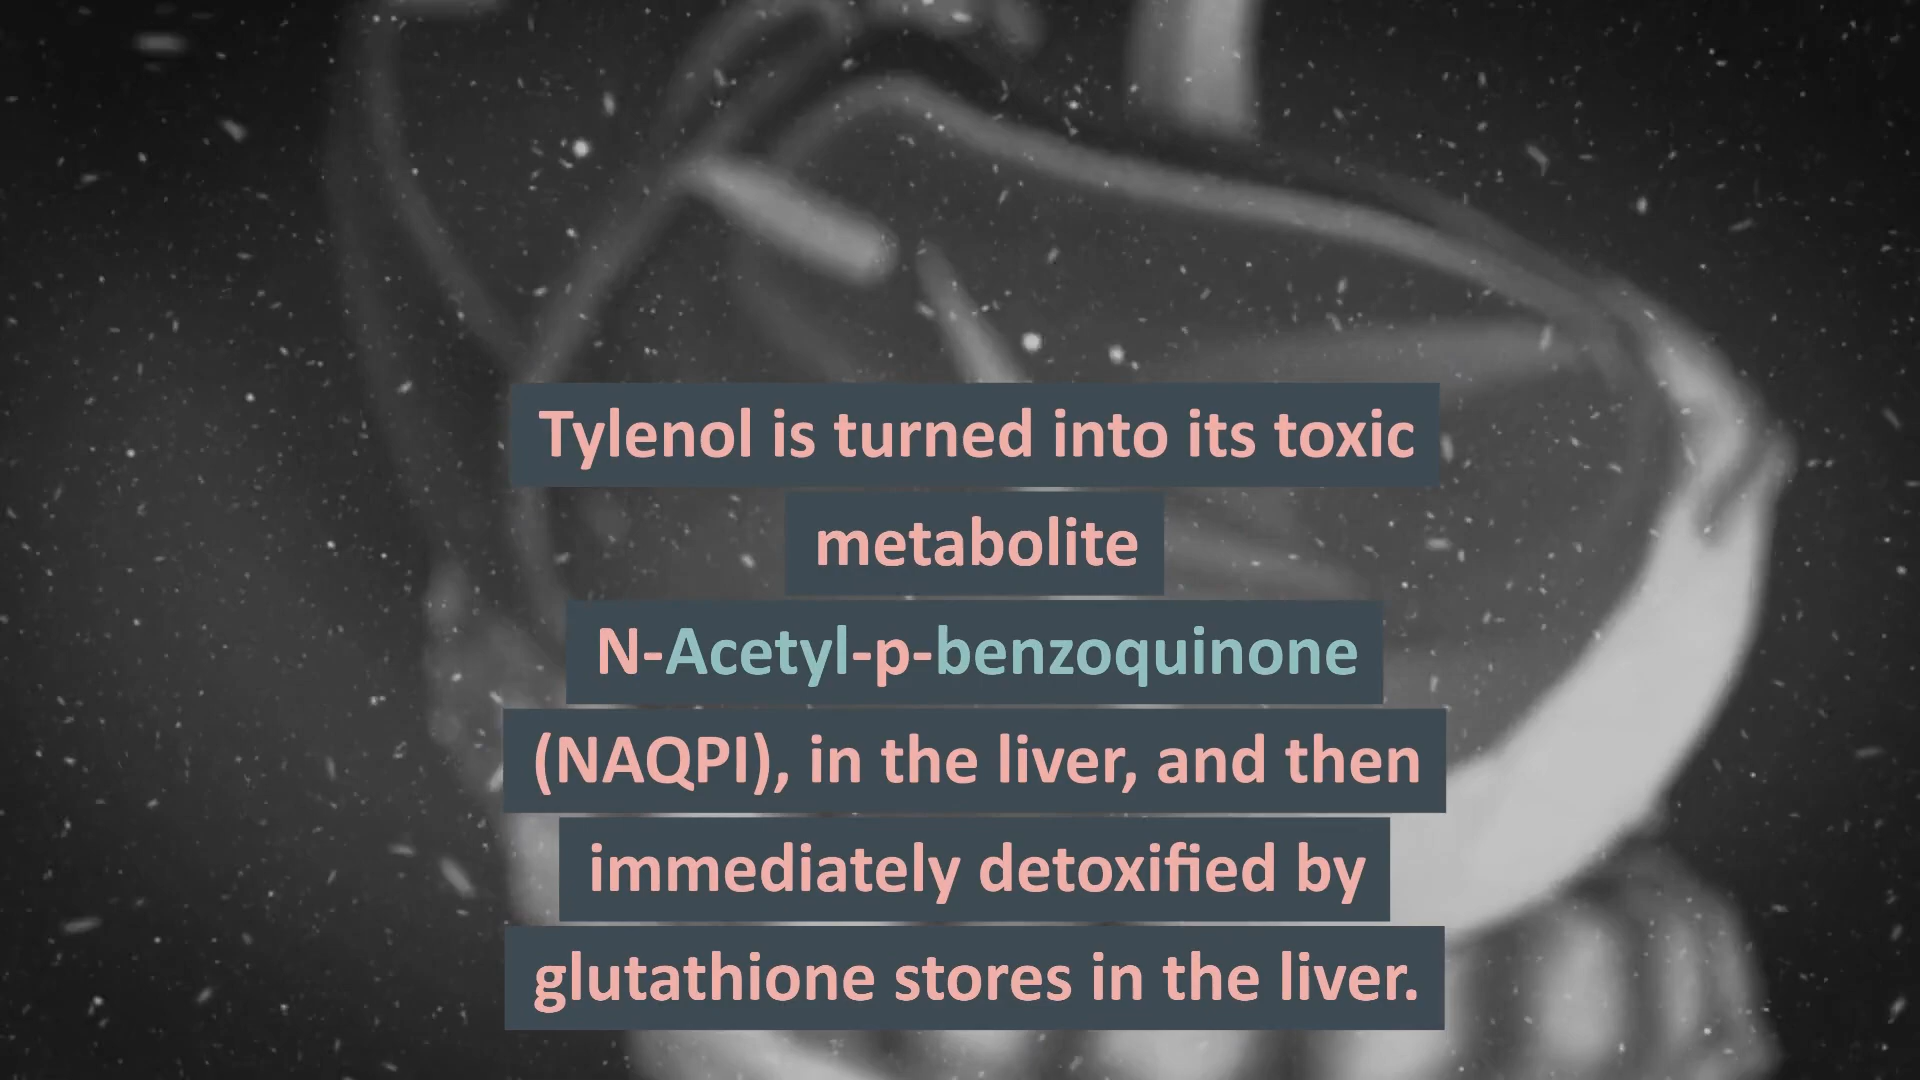 Tylenol is turned into its toxic
metabolite
N-Acetyl-p-benzoquinone
(NAQPI), in the liver, and then
immediately detoxified by
glutathione stores in the liver.